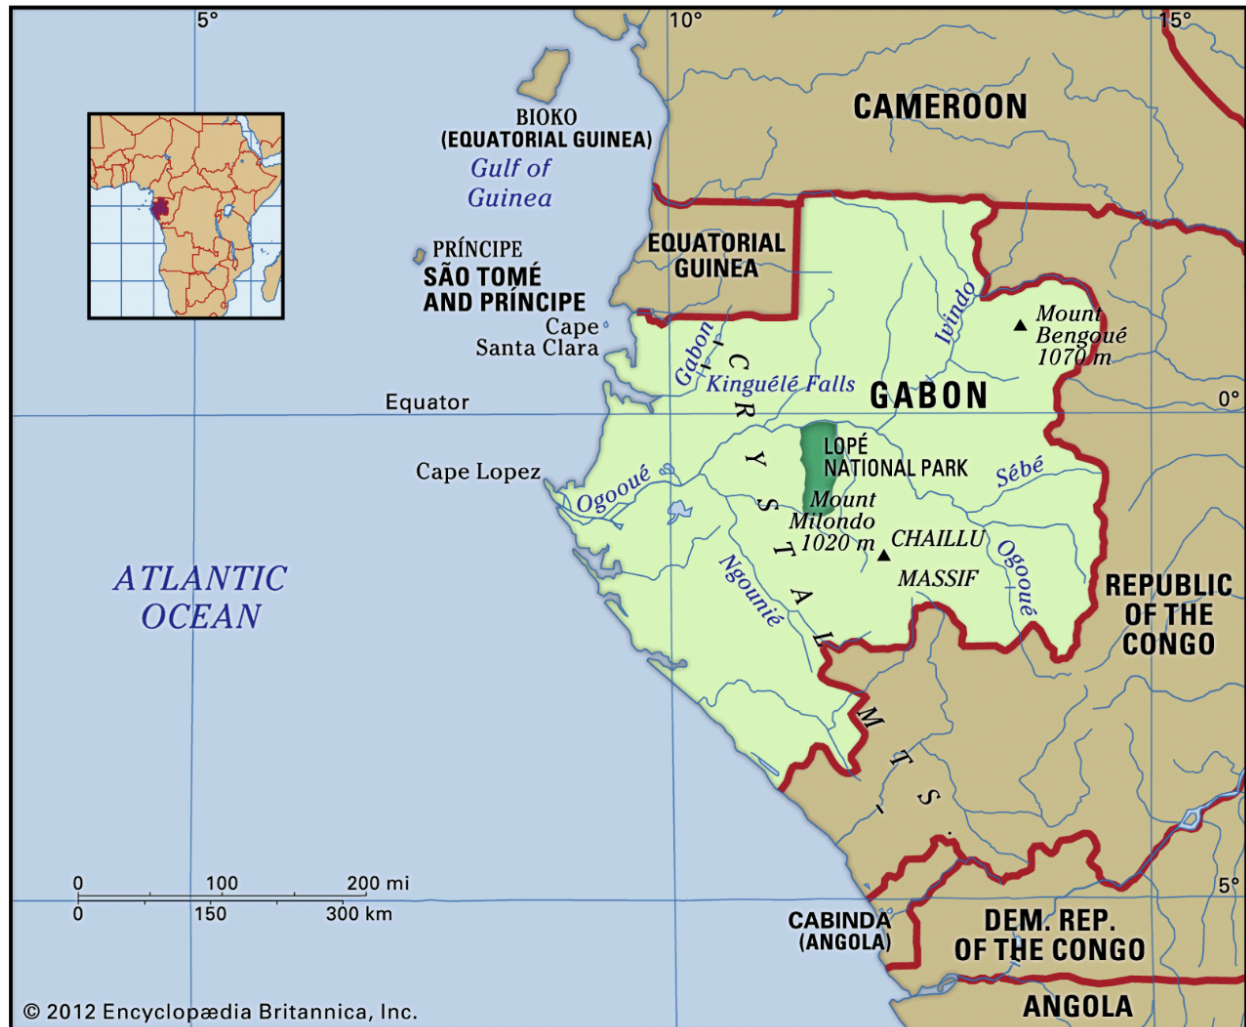 5°
10°
15°
CAMEROON
BIOKO
(EQUATORIAL GUINEA)
Gulf of
Guinea
EQUATORIAL
GUINEA
PRÍNCIPE
SÃO TOMÉ
AND PRÍNCIPE
Cape
Santa Clara
Gabon
Ivindo
Mount
Bengoué
1070 m
Kinguélé Falls
GABON
Equator
0°
CRYSTAL MTS.
LOPÉ
NATIONAL PARK
Cape Lopez
Ogooué
Sébé
Mount
Milondo
1020 m
CHAILLU
MASSIF
Ogooué
Ngounié
ATLANTIC
OCEAN
REPUBLIC
OF THE
CONGO
0 100 200 mi
0 150 300 km
5°
CABINDA
(ANGOLA)
DEM. REP.
OF THE CONGO
ANGOLA
© 2012 Encyclopædia Britannica, Inc.